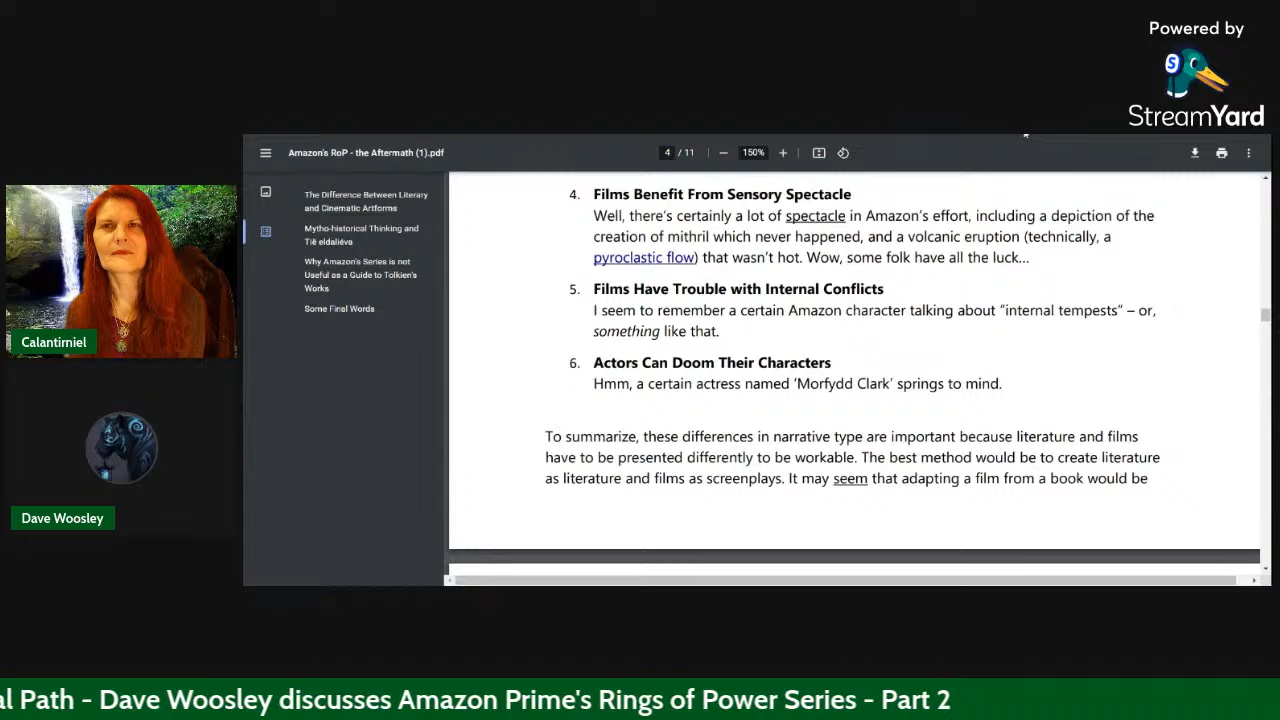 Powered by
S
StreamYard
Amazon's RoP - the Aftermath (1).pdf
4 / 11
150%
The Difference Between Literary
and Cinematic Artforms
Mytho-historical Thinking and
Tië eldaliéva
Why Amazon's Series is not
Useful as a Guide to Tolkien's
Works
Some Final Words
4. Films Benefit From Sensory Spectacle
Well, there's certainly a lot of spectacle in Amazon's effort, including a depiction of the
creation of mithril which never happened, and a volcanic eruption (technically, a
pyroclastic flow) that wasn't hot. Wow, some folk have all the luck...
5. Films Have Trouble with Internal Conflicts
I seem to remember a certain Amazon character talking about “internal tempests” – or,
something like that.
6. Actors Can Doom Their Characters
Hmm, a certain actress named ‘Morfydd Clark’ springs to mind.
To summarize, these differences in narrative type are important because literature and films
have to be presented differently to be workable. The best method would be to create literature
as literature and films as screenplays. It may seem that adapting a film from a book would be
Calantirniel
Dave Woosley
al Path - Dave Woosley discusses Amazon Prime's Rings of Power Series - Part 2